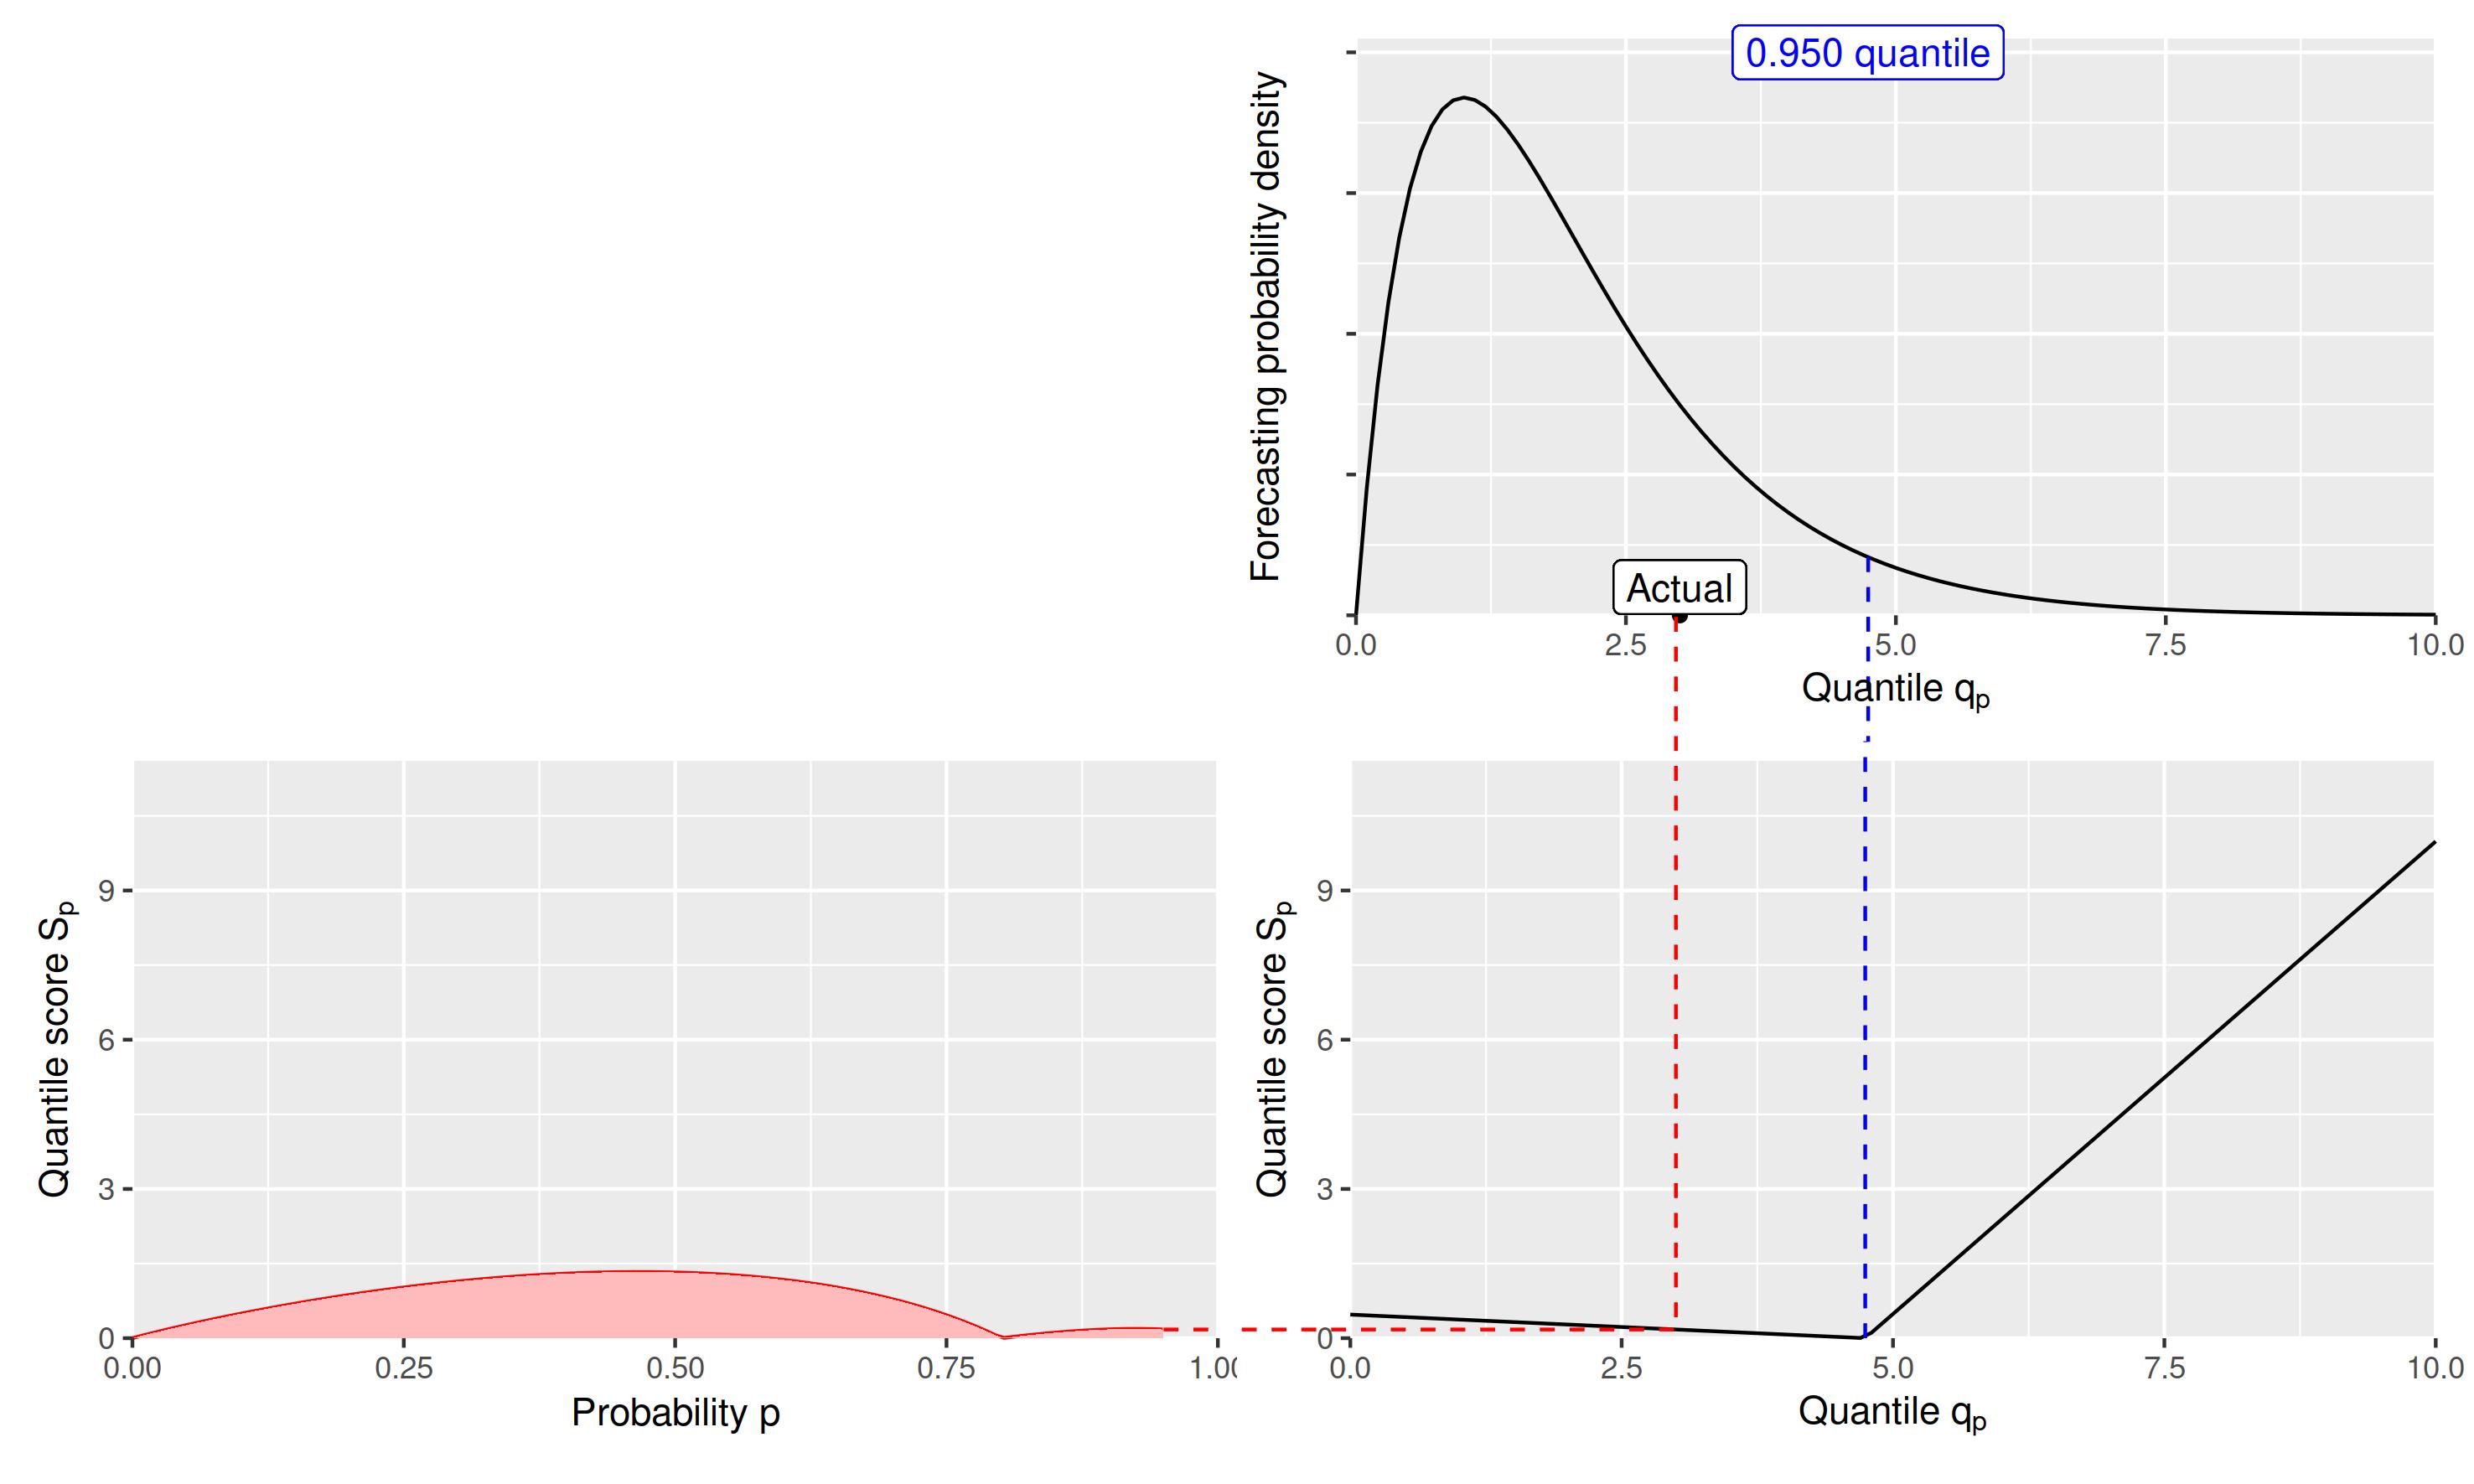 0.950 quantile
Forecasting probability density
Actual
0.0 2.5 5.0 7.5 10.0
Quantile qp
Quantile score Sp
9
6
3
0
0.00 0.25 0.50 0.75 1.0
Probability p
Quantile score Sp
9
6
3
0
0.0 2.5 5.0 7.5 10.0
Quantile qp